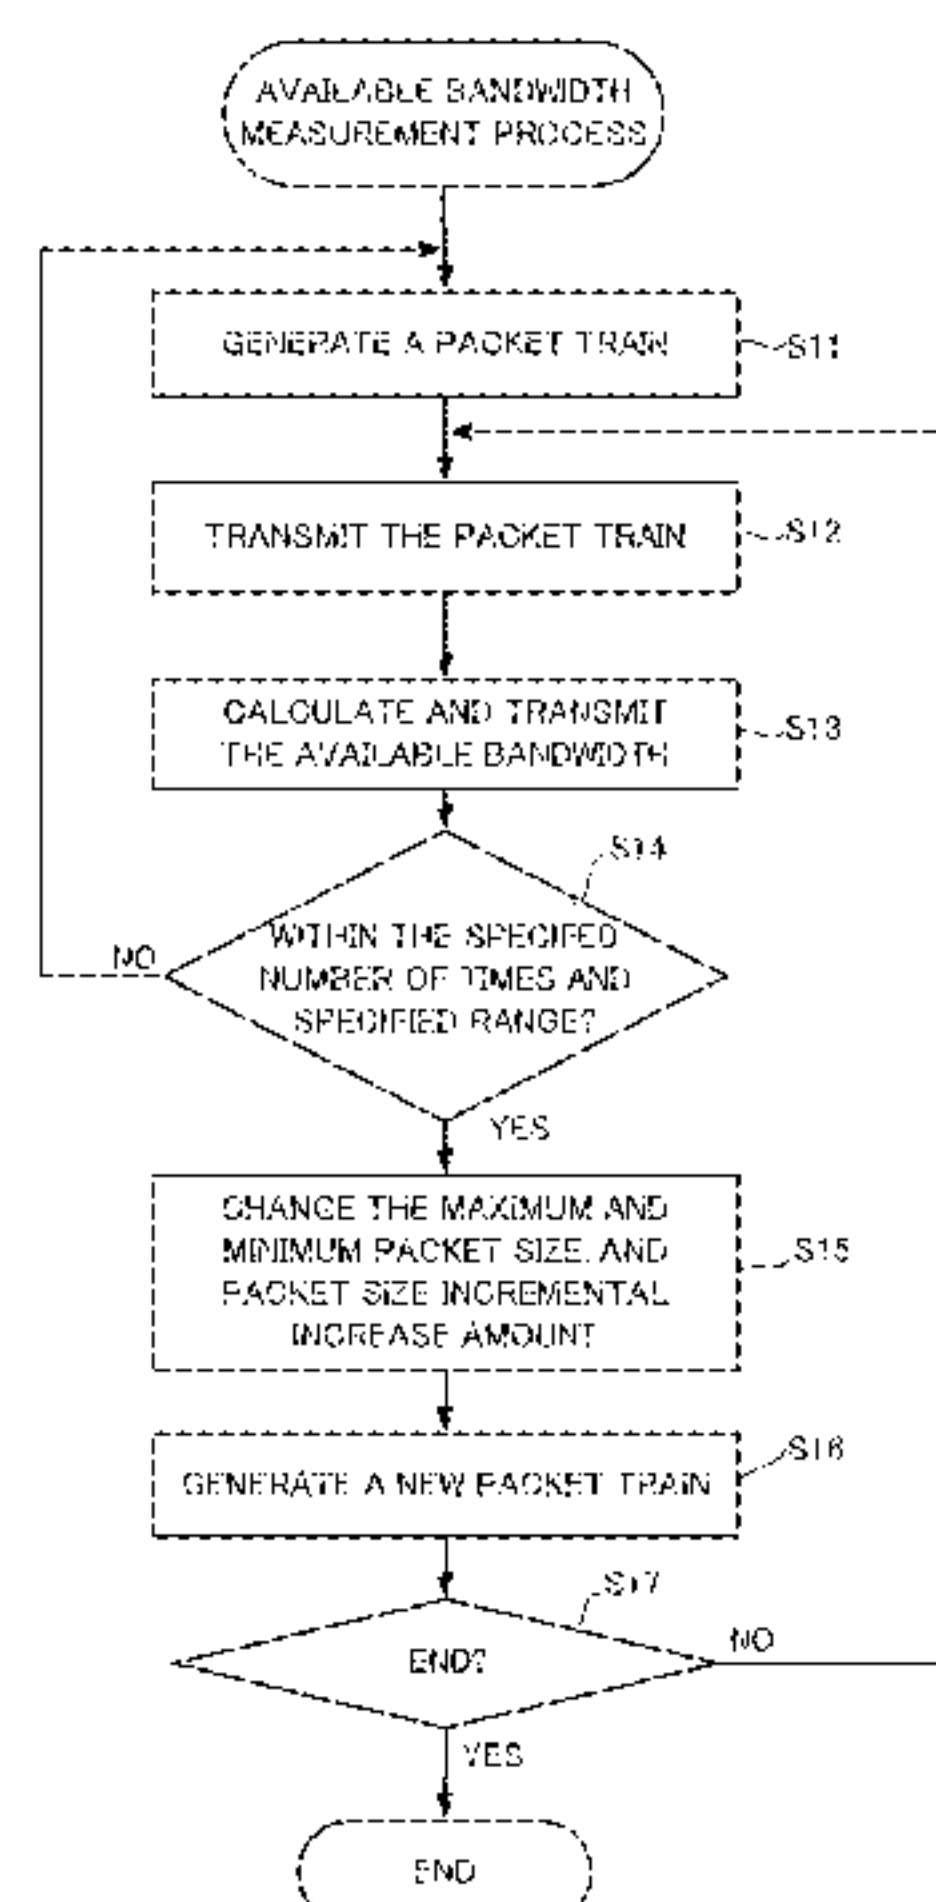 AVAILABLE BANDWIDTH
MEASUREMENT PROCESS
GENERATE A PACKET TRAIN
S11
TRANSMIT THE PACKET TRAIN
S12
CALCULATE AND TRANSMIT
THE AVAILABLE BANDWIDTH
S13
S14
WITHIN THE SPECIFED
NUMBER OF TIMES AND
SPECIFIED RANGE?
NO
YES
CHANGE THE MAXIMUM AND
MINIMUM PACKET SIZE, AND
PACKET SIZE INCREMENTAL
INCREASE AMOUNT
S15
GENERATE A NEW PACKET TRAIN
S16
S17
END?
NO
YES
END